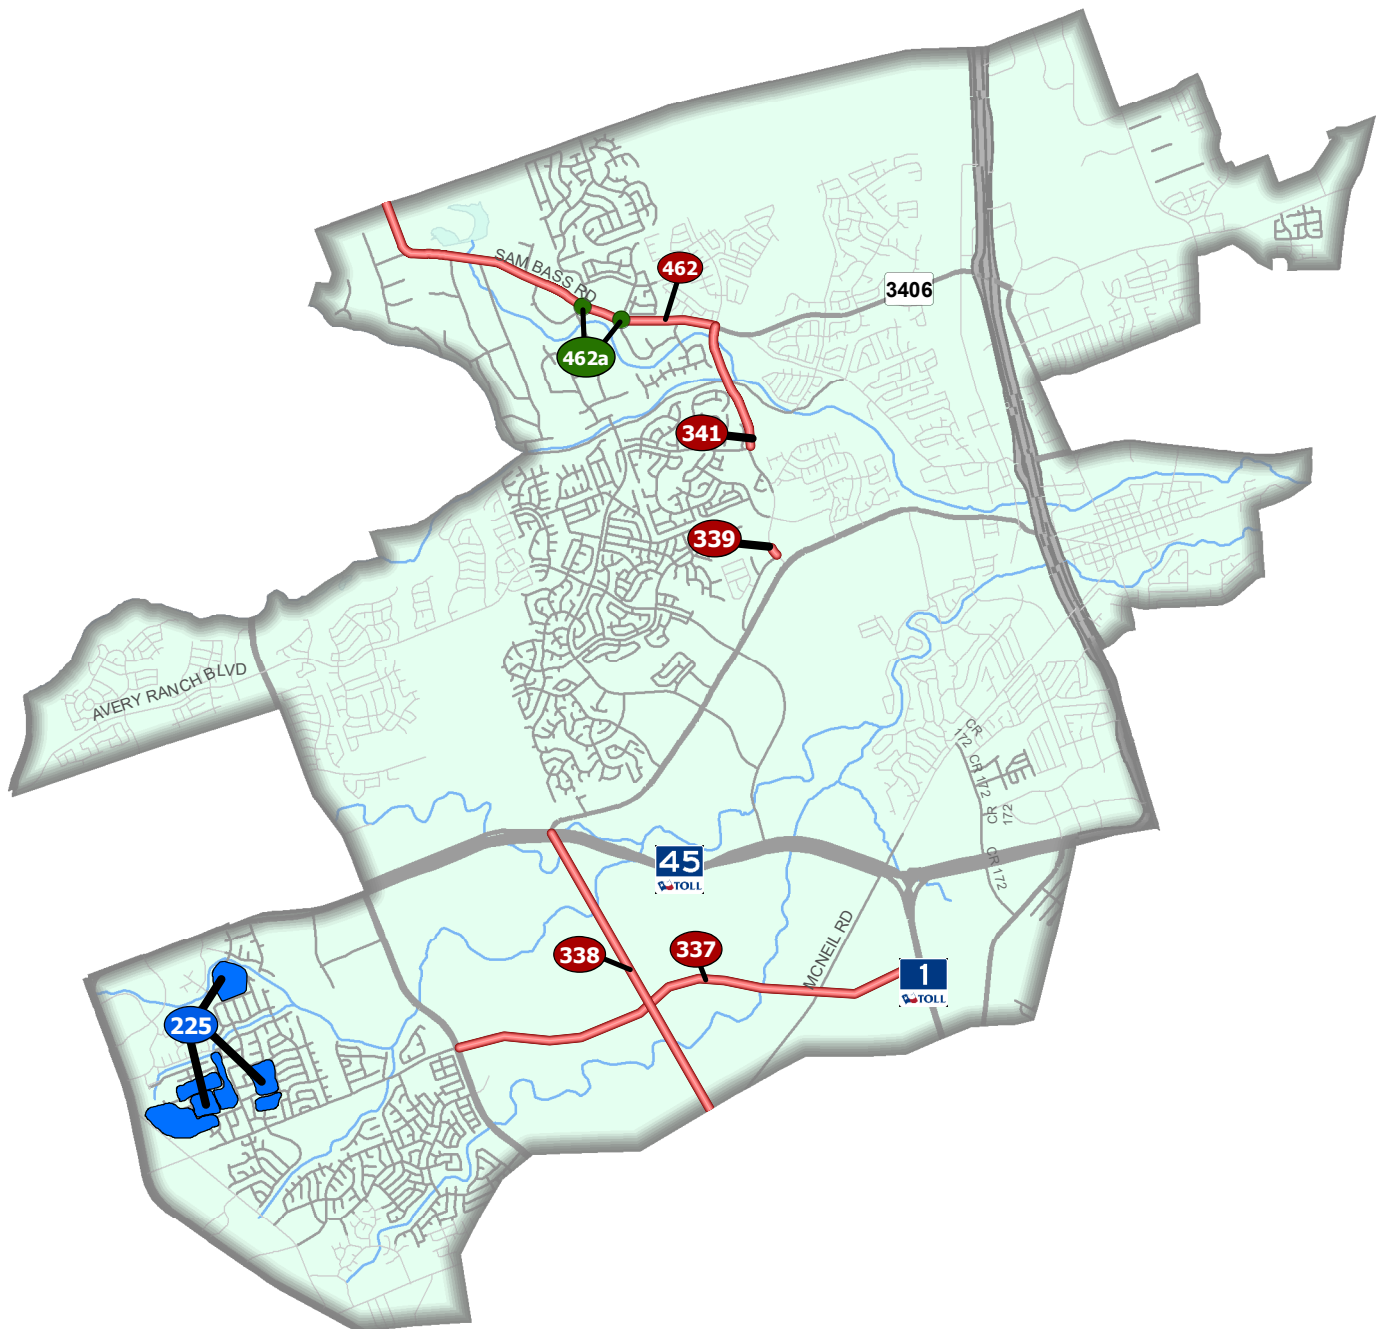 SAM BASS RD
462
3406
462a
341
339
AVERY RANCH BLVD
CR
172
CR 172
CR
172
CR 172
45
TOLL
MCNEIL RD
338
337
1
TOLL
225